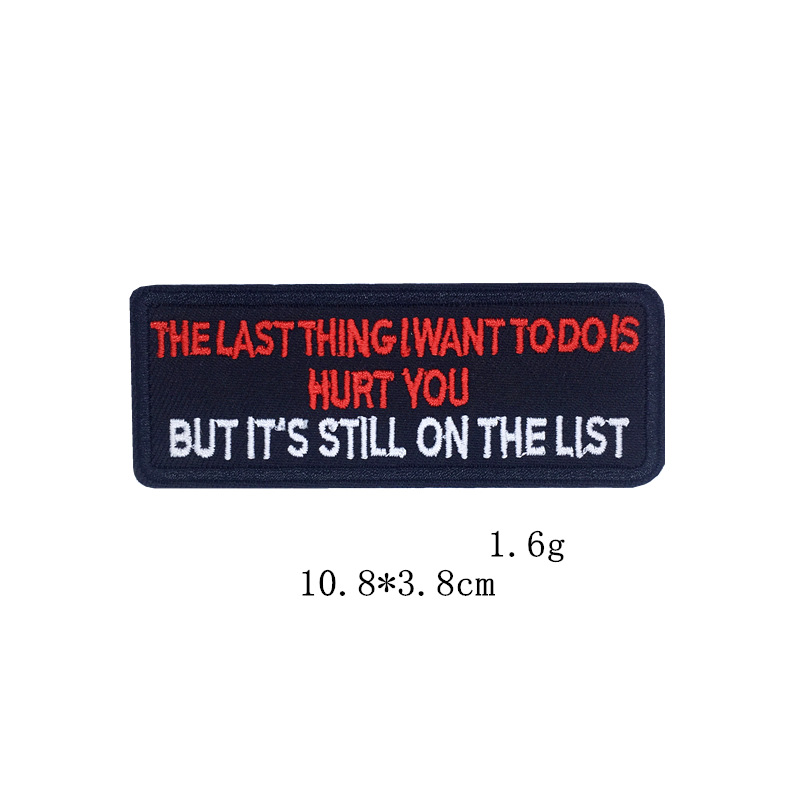 THE LAST THING I WANT TO DO IS
HURT YOU
BUT IT'S STILL ON THE LIST
1.6g
10.8*3.8cm